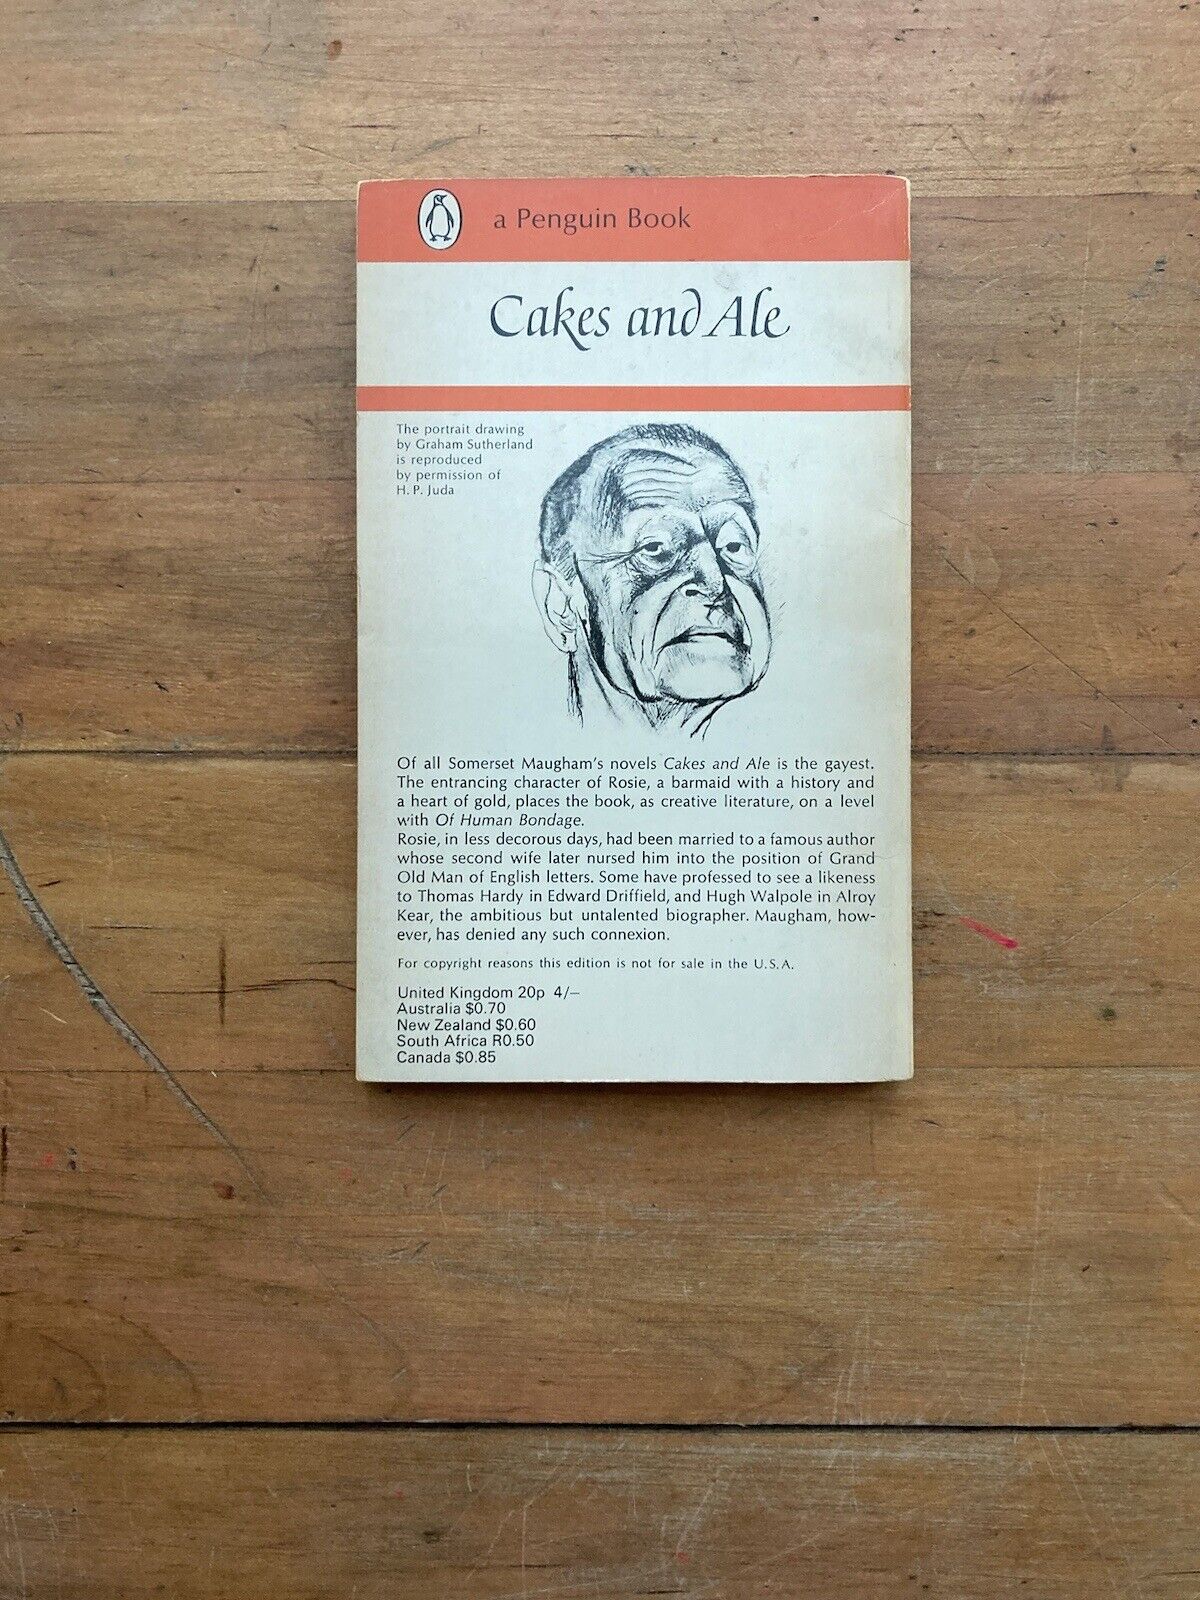 a Penguin Book
Cakes and Ale
The portrait drawing
by Graham Sutherland
is reproduced
by permission of
H. P. Juda
Of all Somerset Maugham's novels Cakes and Ale is the gayest.
The entrancing character of Rosie, a barmaid with a history and
a heart of gold, places the book, as creative literature, on a level
with Of Human Bondage.
Rosie, in less decorous days, had been married to a famous author
whose second wife later nursed him into the position of Grand
Old Man of English letters. Some have professed to see a likeness
to Thomas Hardy in Edward Driffield, and Hugh Walpole in Alroy
Kear, the ambitious but untalented biographer. Maugham, how-
ever, has denied any such connexion.
For copyright reasons this edition is not for sale in the U.S.A.
United Kingdom 20p 4/–
Australia $0.70
New Zealand $0.60
South Africa R0.50
Canada $0.85